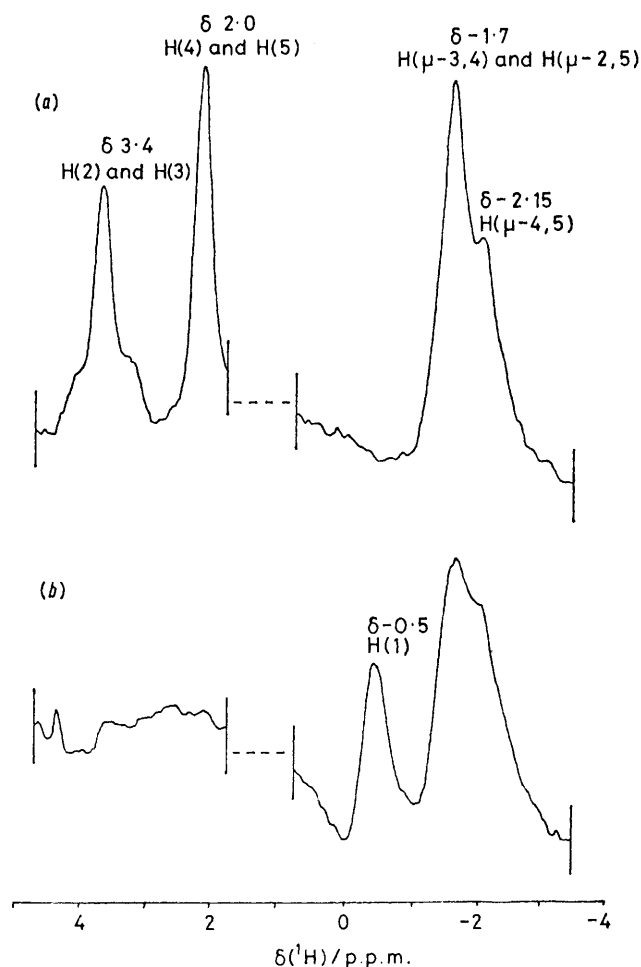 δ 2·0
H(4) and H(5)
δ-1·7
H(μ-3,4) and H(μ-2,5)
(a)
δ 3·4
H(2) and H(3)
δ-2·15
H(μ-4,5)
(b)
δ-0·5
H(1)
4 2 0 -2 -4
δ(¹H)/p.p.m.